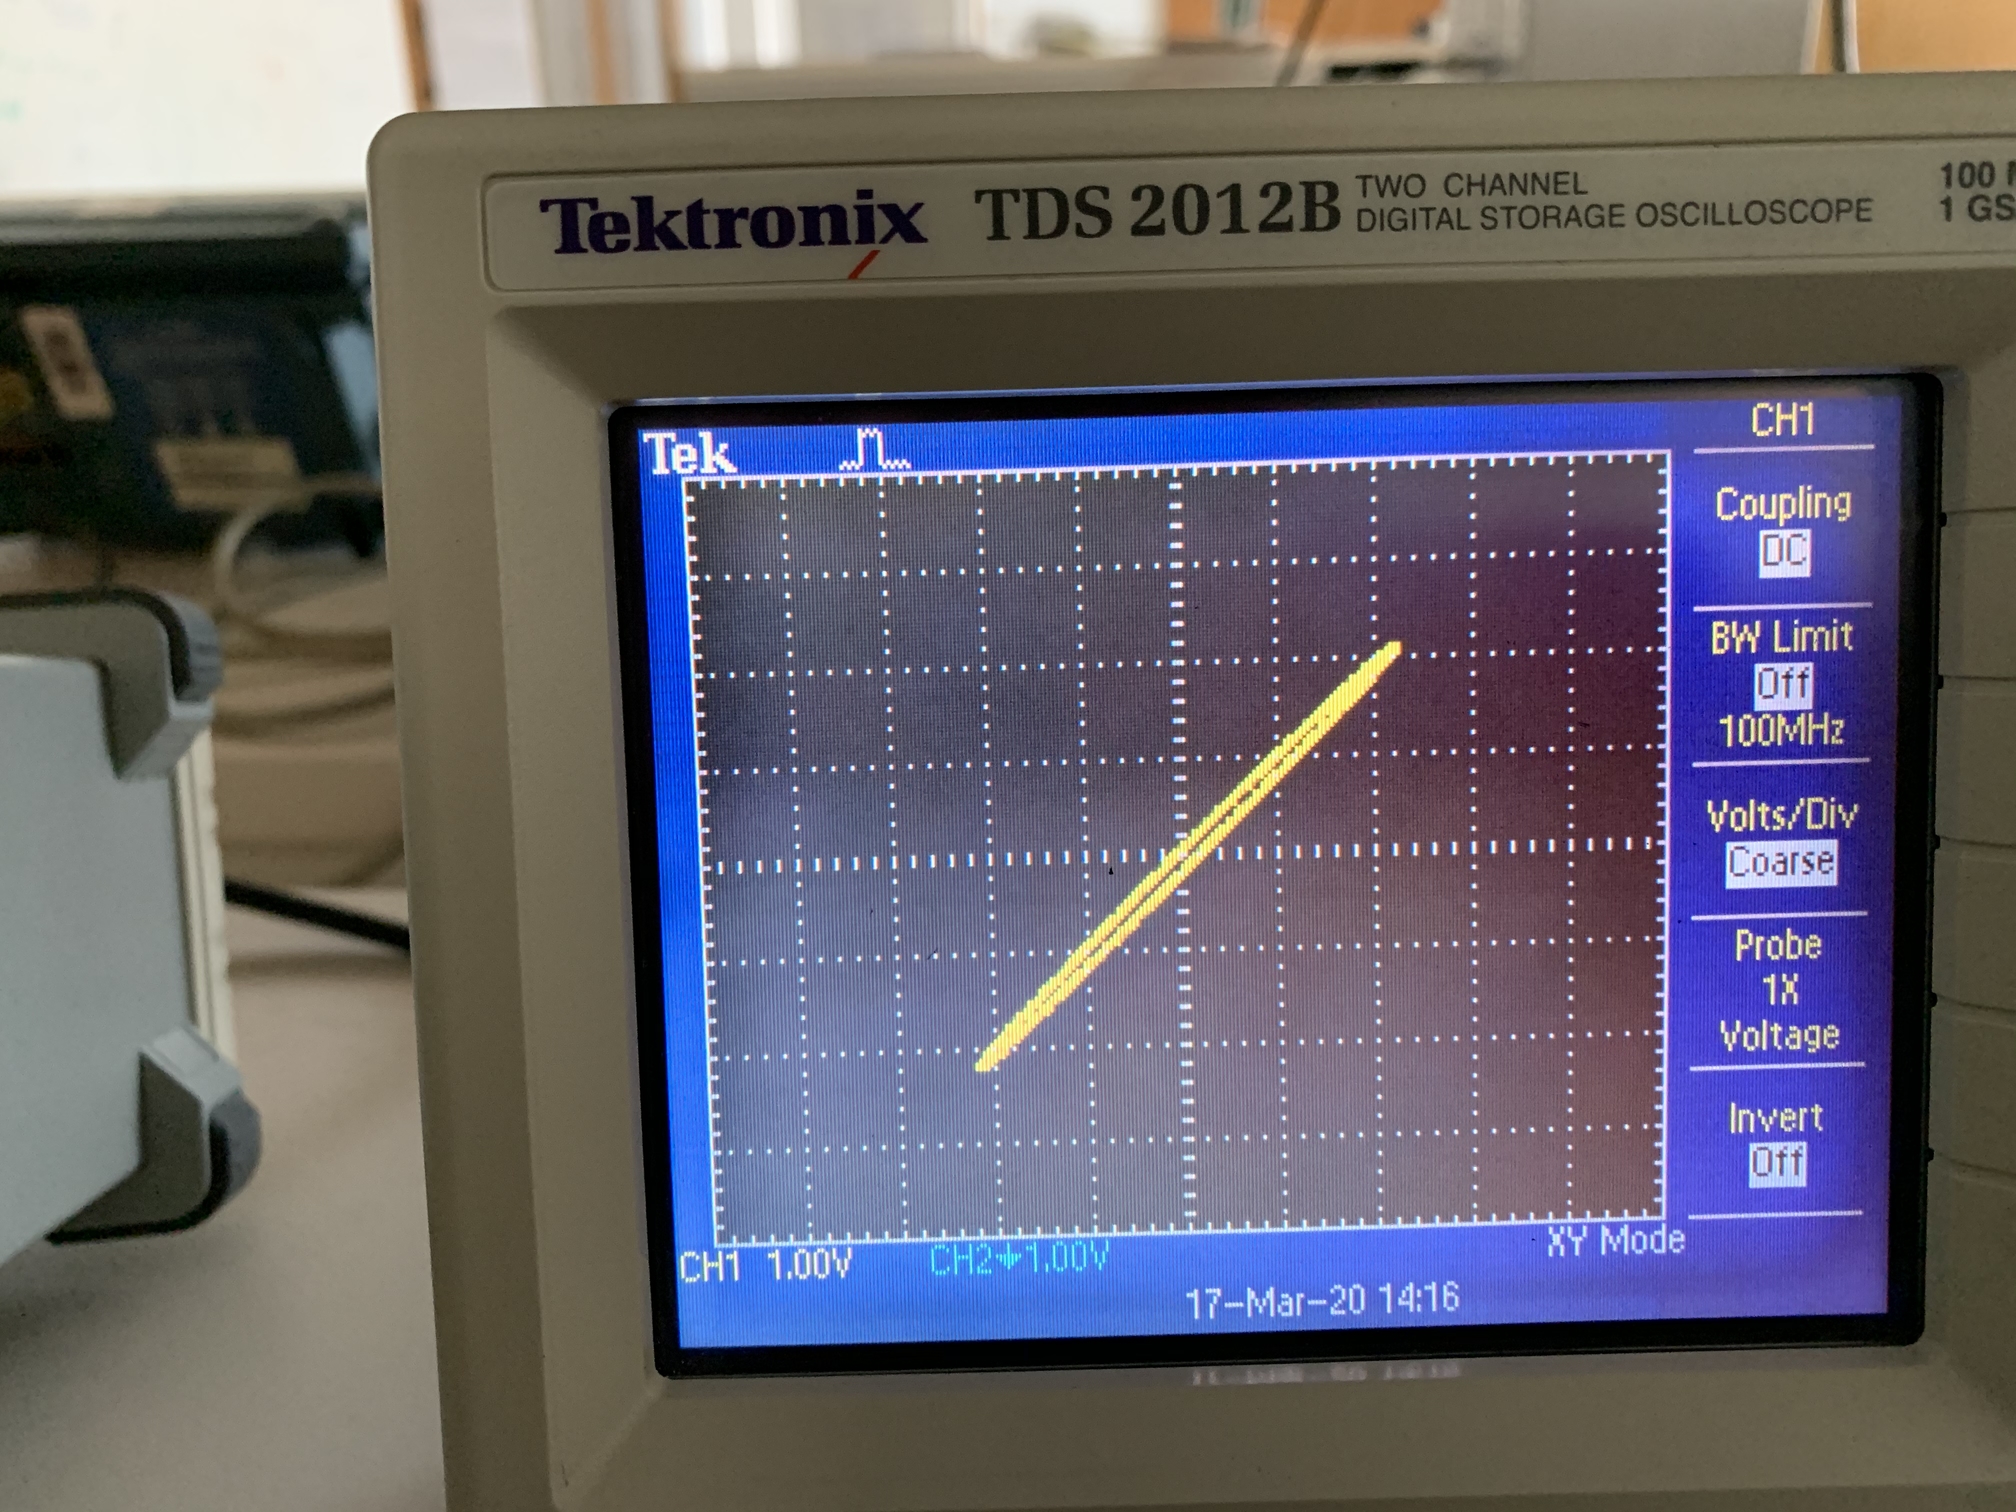 Tektronix TDS 2012B TWO CHANNEL
DIGITAL STORAGE OSCILLOSCOPE
100
1 GS
Tek
CH1
Coupling
DC
BW Limit
Off
100MHz
Volts/Div
Coarse
Probe
1X
Voltage
Invert
Off
CH1 1.00V CH2 1.00V XY Mode
17-Mar-20 14:16